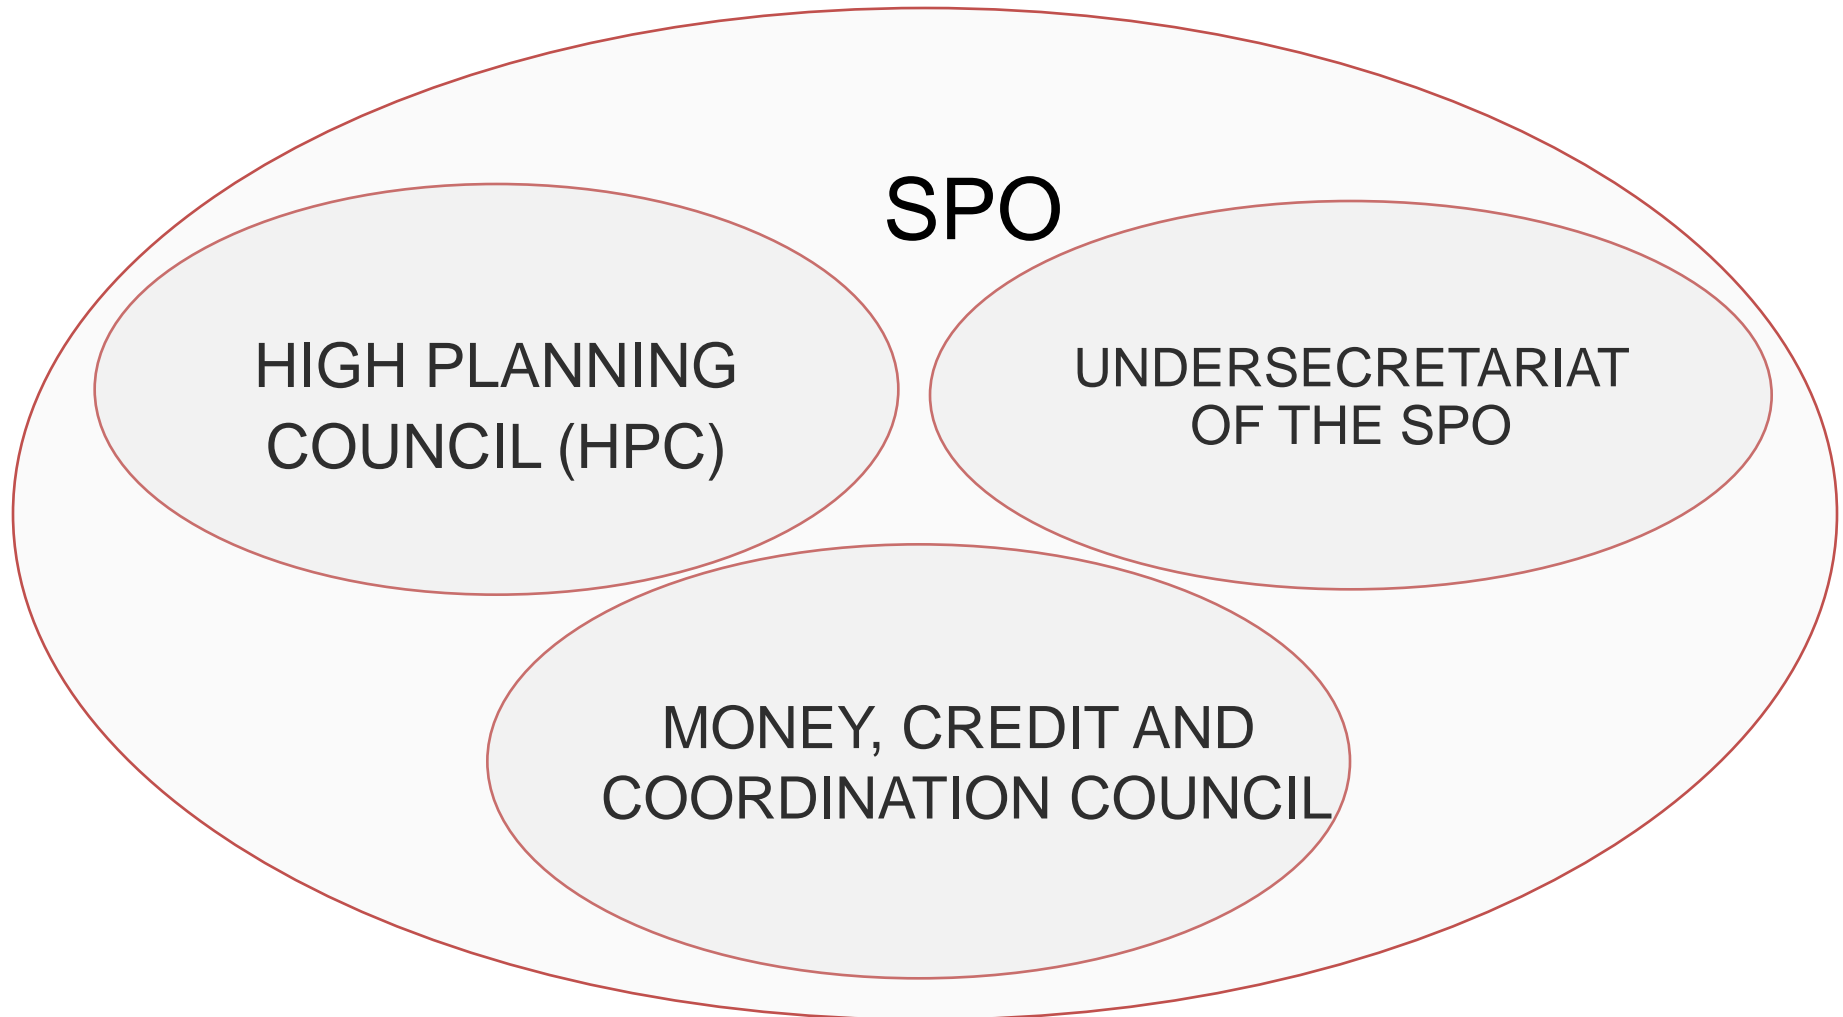 SPO
HIGH PLANNING
COUNCIL (HPC)
UNDERSECRETARIAT
OF THE SPO
MONEY, CREDIT AND
COORDINATION COUNCIL